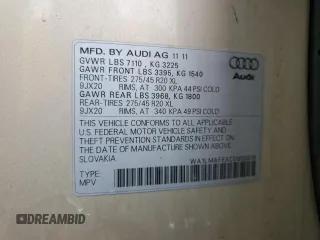 MFD. BY AUDI AG 11 11
GVWR LBS 7110 , KG 3225
GAWR FRONT LBS 3395, KG 1540
FRONT-TIRES 275/45 R20 XL
9JX20 RIMS, AT 300 KPA 44 PSI COLD
GAWR REAR LBS 3968, KG 1800
REAR-TIRES 275/45 R20 XL
9JX20 RIMS, AT 340 KPA 49 PSI COLD
Audi
THIS VEHICLE CONFORMS TO ALL APPLICABLE
U.S. FEDERAL MOTOR VEHICLE SAFETY AND
THEFT PREVENTION STANDARDS IN EFFECT ON
THE DATE OF MANUFACTURE SHOWN ABOVE.
SLOVAKIA
TYPE:
MPV
DREAMBID